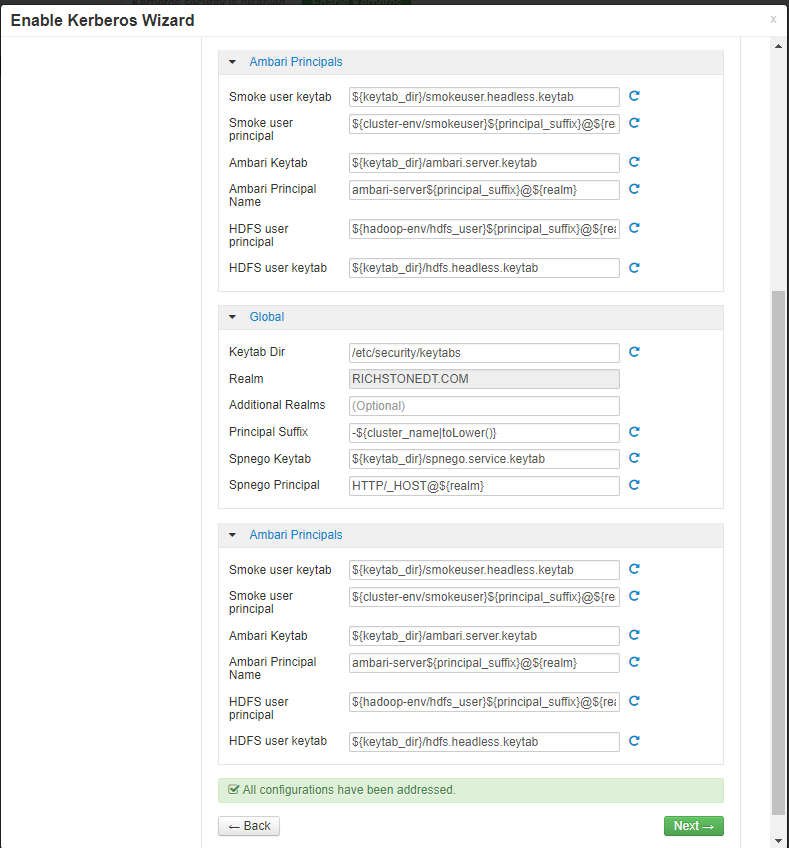 Enable Kerberos Wizard
x
Ambari Principals
Smoke user keytab ${keytab_dir}/smokeuser.headless.keytab
Smoke user principal ${cluster-env/smokeuser}${principal_suffix}@${re
Ambari Keytab ${keytab_dir}/ambari.server.keytab
Ambari Principal Name ambari-server${principal_suffix}@${realm}
HDFS user principal ${hadoop-env/hdfs_user}${principal_suffix}@${rea
HDFS user keytab ${keytab_dir}/hdfs.headless.keytab
Global
Keytab Dir /etc/security/keytabs
Realm RICHSTONEDT.COM
Additional Realms (Optional)
Principal Suffix -${cluster_name|toLower()}
Spnego Keytab ${keytab_dir}/spnego.service.keytab
Spnego Principal HTTP/_HOST@${realm}
Ambari Principals
Smoke user keytab ${keytab_dir}/smokeuser.headless.keytab
Smoke user principal ${cluster-env/smokeuser}${principal_suffix}@${re
Ambari Keytab ${keytab_dir}/ambari.server.keytab
Ambari Principal Name ambari-server${principal_suffix}@${realm}
HDFS user principal ${hadoop-env/hdfs_user}${principal_suffix}@${rea
HDFS user keytab ${keytab_dir}/hdfs.headless.keytab
All configurations have been addressed.
← Back
Next →